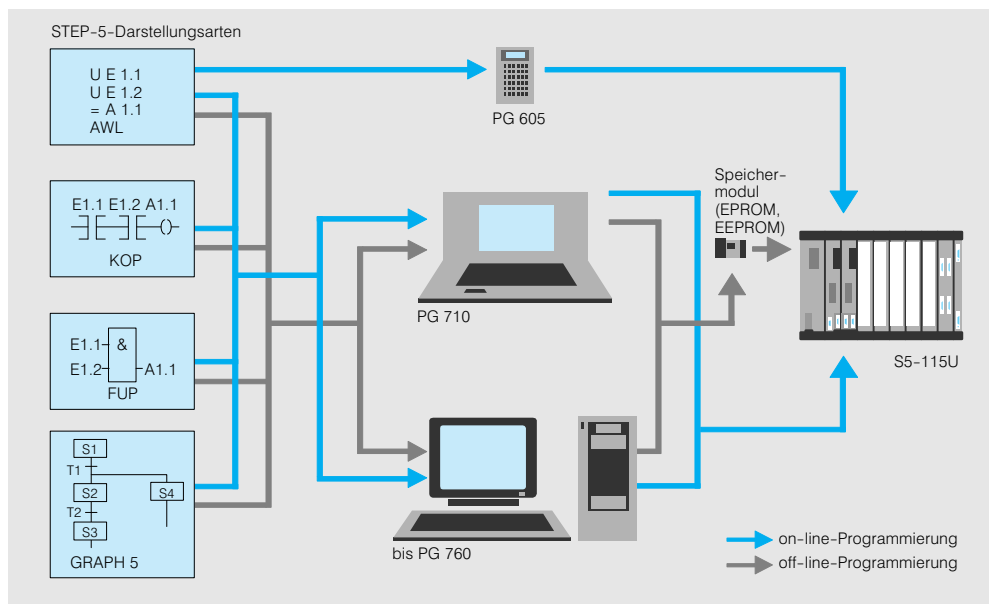 STEP-5-Darstellungsarten
U E 1.1
U E 1.2
= A 1.1
AWL
PG 605
E1.1 E1.2 A1.1
KOP
Speicher-
modul
(EPROM,
EEPROM)
PG 710
S5-115U
E1.1
&
E1.2
A1.1
FUP
S1
T1
S2
S4
T2
S3
GRAPH 5
bis PG 760
on-line-Programmierung
off-line-Programmierung